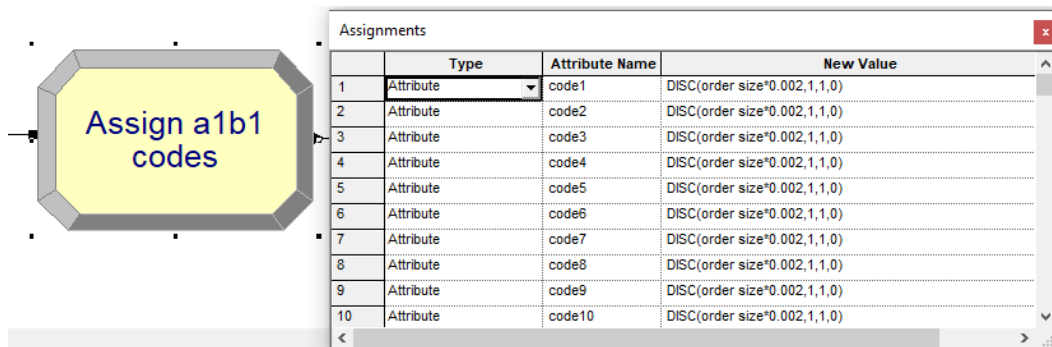 Assign a1b1
codes
Assignments
x
Type Attribute Name New Value
1 Attribute code1 DISC(order size*0.002,1,1,0)
2 Attribute code2 DISC(order size*0.002,1,1,0)
3 Attribute code3 DISC(order size*0.002,1,1,0)
4 Attribute code4 DISC(order size*0.002,1,1,0)
5 Attribute code5 DISC(order size*0.002,1,1,0)
6 Attribute code6 DISC(order size*0.002,1,1,0)
7 Attribute code7 DISC(order size*0.002,1,1,0)
8 Attribute code8 DISC(order size*0.002,1,1,0)
9 Attribute code9 DISC(order size*0.002,1,1,0)
10 Attribute code10 DISC(order size*0.002,1,1,0)